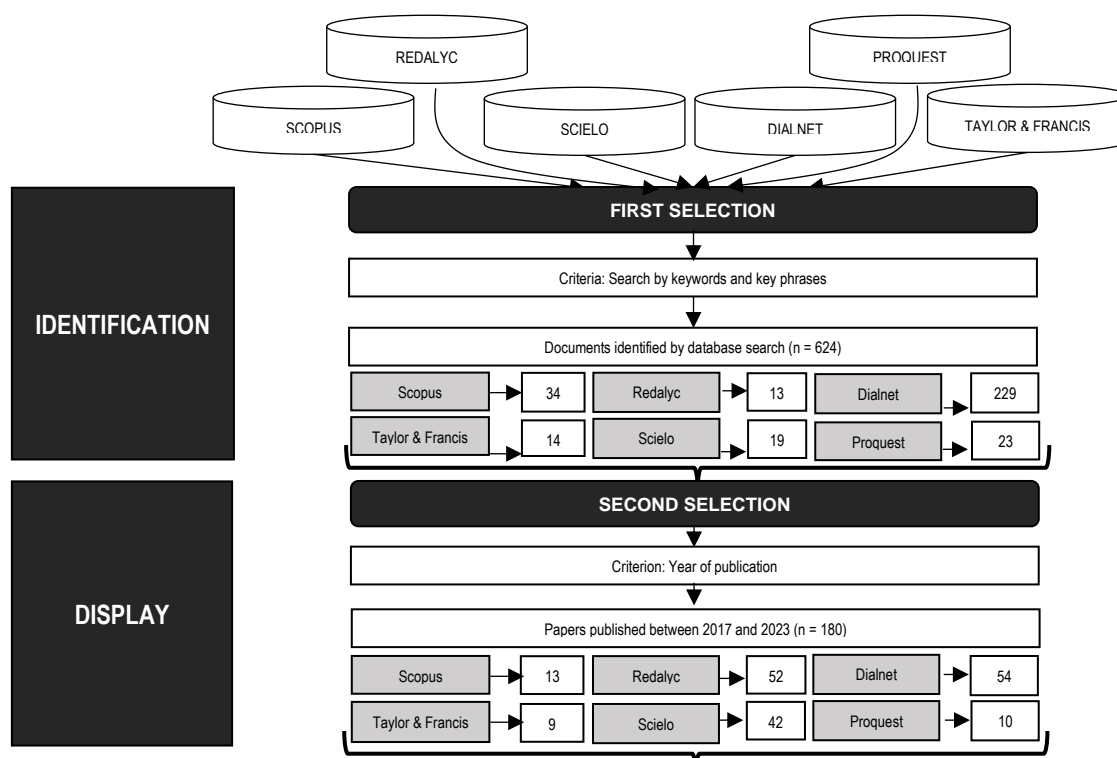 REDALYC
PROQUEST
SCOPUS
SCIELO
DIALNET
TAYLOR & FRANCIS
FIRST SELECTION
Criteria: Search by keywords and key phrases
IDENTIFICATION
Documents identified by database search (n = 624)
Scopus 34 Redalyc 13 Dialnet 229
Taylor & Francis 14 Scielo 19 Proquest 23
SECOND SELECTION
Criterion: Year of publication
DISPLAY
Papers published between 2017 and 2023 (n = 180)
Scopus 13 Redalyc 52 Dialnet 54
Taylor & Francis 9 Scielo 42 Proquest 10